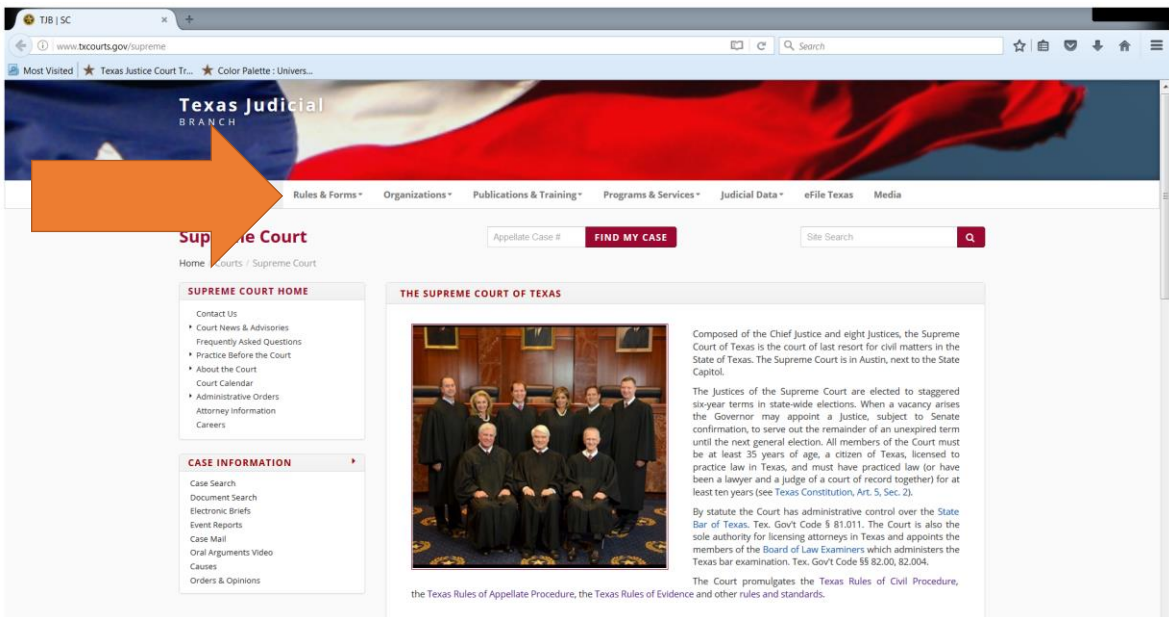 TJB | SC
www.txcourts.gov/supreme
Search
Most Visited
Texas Justice Court Tr...
Color Palette : Univers...
Texas Judicial
BRANCH
Rules & Forms
Organizations
Publications & Training
Programs & Services
Judicial Data
eFile Texas
Media
Supreme Court
Appellate Case #
FIND MY CASE
Site Search
Home / Courts / Supreme Court
SUPREME COURT HOME
Contact Us
Court News & Advisories
Frequently Asked Questions
Practice Before the Court
About the Court
Court Calendar
Administrative Orders
Attorney Information
Careers
CASE INFORMATION
Case Search
Document Search
Electronic Briefs
Event Reports
Case Mail
Oral Arguments Video
Causes
Orders & Opinions
THE SUPREME COURT OF TEXAS
Composed of the Chief Justice and eight Justices, the Supreme
Court of Texas is the court of last resort for civil matters in the
State of Texas. The Supreme Court is in Austin, next to the State
Capitol.
The Justices of the Supreme Court are elected to staggered
six-year terms in state-wide elections. When a vacancy arises
the Governor may appoint a Justice, subject to Senate
confirmation, to serve out the remainder of an unexpired term
until the next general election. All members of the Court must
be at least 35 years of age, a citizen of Texas, licensed to
practice law in Texas, and must have practiced law (or have
been a lawyer and a judge of a court of record together) for at
least ten years (see Texas Constitution, Art. 5, Sec. 2).
By statute the Court has administrative control over the State
Bar of Texas. Tex. Gov't Code § 81.011. The Court is also the
sole authority for licensing attorneys in Texas and appoints the
members of the Board of Law Examiners which administers the
Texas bar examination. Tex. Gov't Code §§ 82.00, 82.004.
The Court promulgates the Texas Rules of Civil Procedure,
the Texas Rules of Appellate Procedure, the Texas Rules of Evidence and other rules and standards.